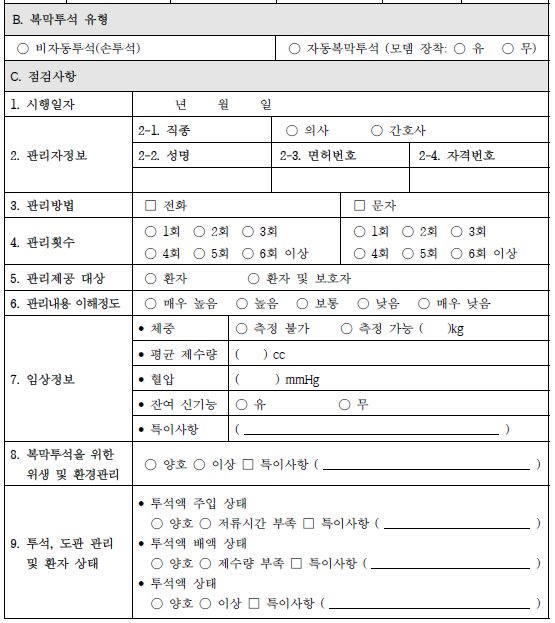 B. 복막투석 유형
○ 비자동투석(손투석) ○ 자동복막투석 (모뎀 장착: ○ 유 ○ 무)
C. 점검사항
1. 시행일자 년 월 일
2. 관리자정보
2-1. 직종 ○ 의사 ○ 간호사
2-2. 성명 2-3. 면허번호 2-4. 자격번호
3. 관리방법 □ 전화 □ 문자
4. 관리횟수
○ 1회 ○ 2회 ○ 3회 ○ 1회 ○ 2회 ○ 3회
○ 4회 ○ 5회 ○ 6회 이상 ○ 4회 ○ 5회 ○ 6회 이상
5. 관리제공 대상 ○ 환자 ○ 환자 및 보호자
6. 관리내용 이해정도 ○ 매우 높음 ○ 높음 ○ 보통 ○ 낮음 ○ 매우 낮음
7. 임상정보
• 체중 ○ 측정 불가 ○ 측정 가능 ( )kg
• 평균 제수량 ( ) cc
• 혈압 ( ) mmHg
• 잔여 신기능 ○ 유 ○ 무
• 특이사항 ( )
8. 복막투석을 위한
위생 및 환경관리
○ 양호 ○ 이상 □ 특이사항 ( )
9. 투석, 도관 관리
및 환자 상태
• 투석액 주입 상태
○ 양호 ○ 저류시간 부족 □ 특이사항 ( )
• 투석액 배액 상태
○ 양호 ○ 제수량 부족 □ 특이사항 ( )
• 투석액 상태
○ 양호 ○ 이상 □ 특이사항 ( )